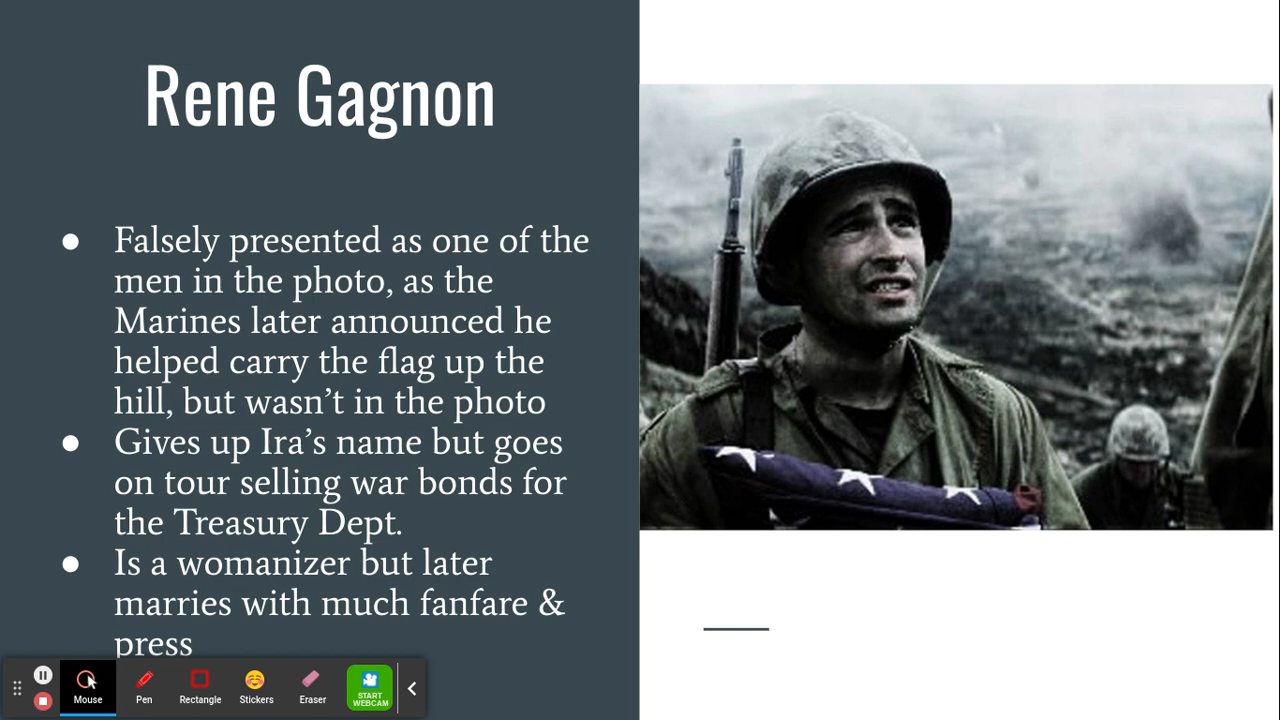 Rene Gagnon
● Falsely presented as one of the
men in the photo, as the
Marines later announced he
helped carry the flag up the
hill, but wasn’t in the photo
● Gives up Ira’s name but goes
on tour selling war bonds for
the Treasury Dept.
● Is a womanizer but later
marries with much fanfare &
press
Mouse
Pen
Rectangle
Stickers
Eraser
START
WEBCAM